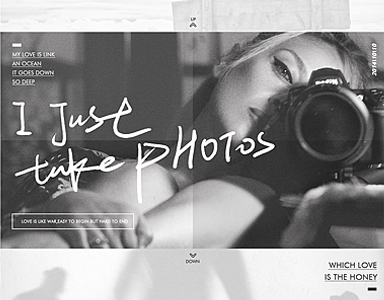 UP
MY LOVE IS LINK
AN OCEAN
IT GOES DOWN
SO DEEP
2014110110
I Just
take PHOTOS
LOVE IS LIKE WAR,EASY TO BEGIN BUT HARD TO END
DOWN
WHICH LOVE
IS THE HONEY